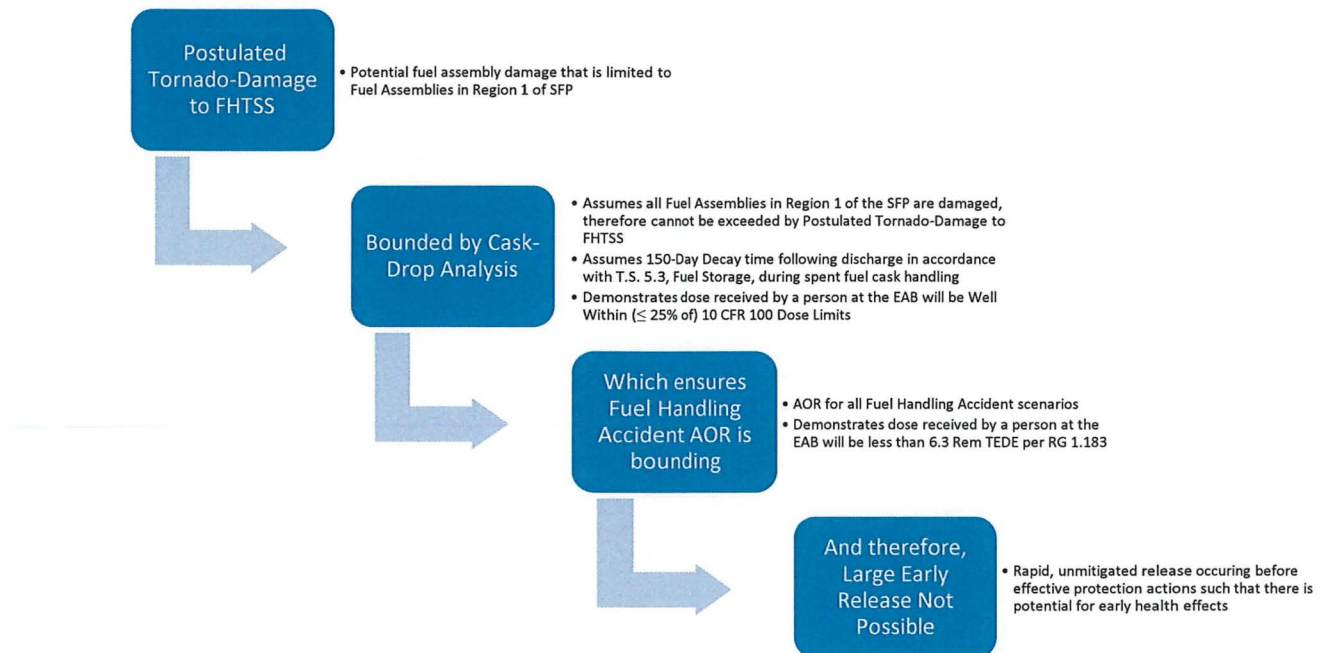 Postulated
Tornado-Damage
to FHTSS
• Potential fuel assembly damage that is limited to
Fuel Assemblies in Region 1 of SFP
Bounded by Cask-
Drop Analysis
• Assumes all Fuel Assemblies in Region 1 of the SFP are damaged,
therefore cannot be exceeded by Postulated Tornado-Damage to
FHTSS
• Assumes 150-Day Decay time following discharge in accordance
with T.S. 5.3, Fuel Storage, during spent fuel cask handling
• Demonstrates dose received by a person at the EAB will be Well
Within (≤ 25% of) 10 CFR 100 Dose Limits
Which ensures
Fuel Handling
Accident AOR is
bounding
• AOR for all Fuel Handling Accident scenarios
• Demonstrates dose received by a person at the
EAB will be less than 6.3 Rem TEDE per RG 1.183
And therefore,
Large Early
Release Not
Possible
• Rapid, unmitigated release occuring before
effective protection actions such that there is
potential for early health effects